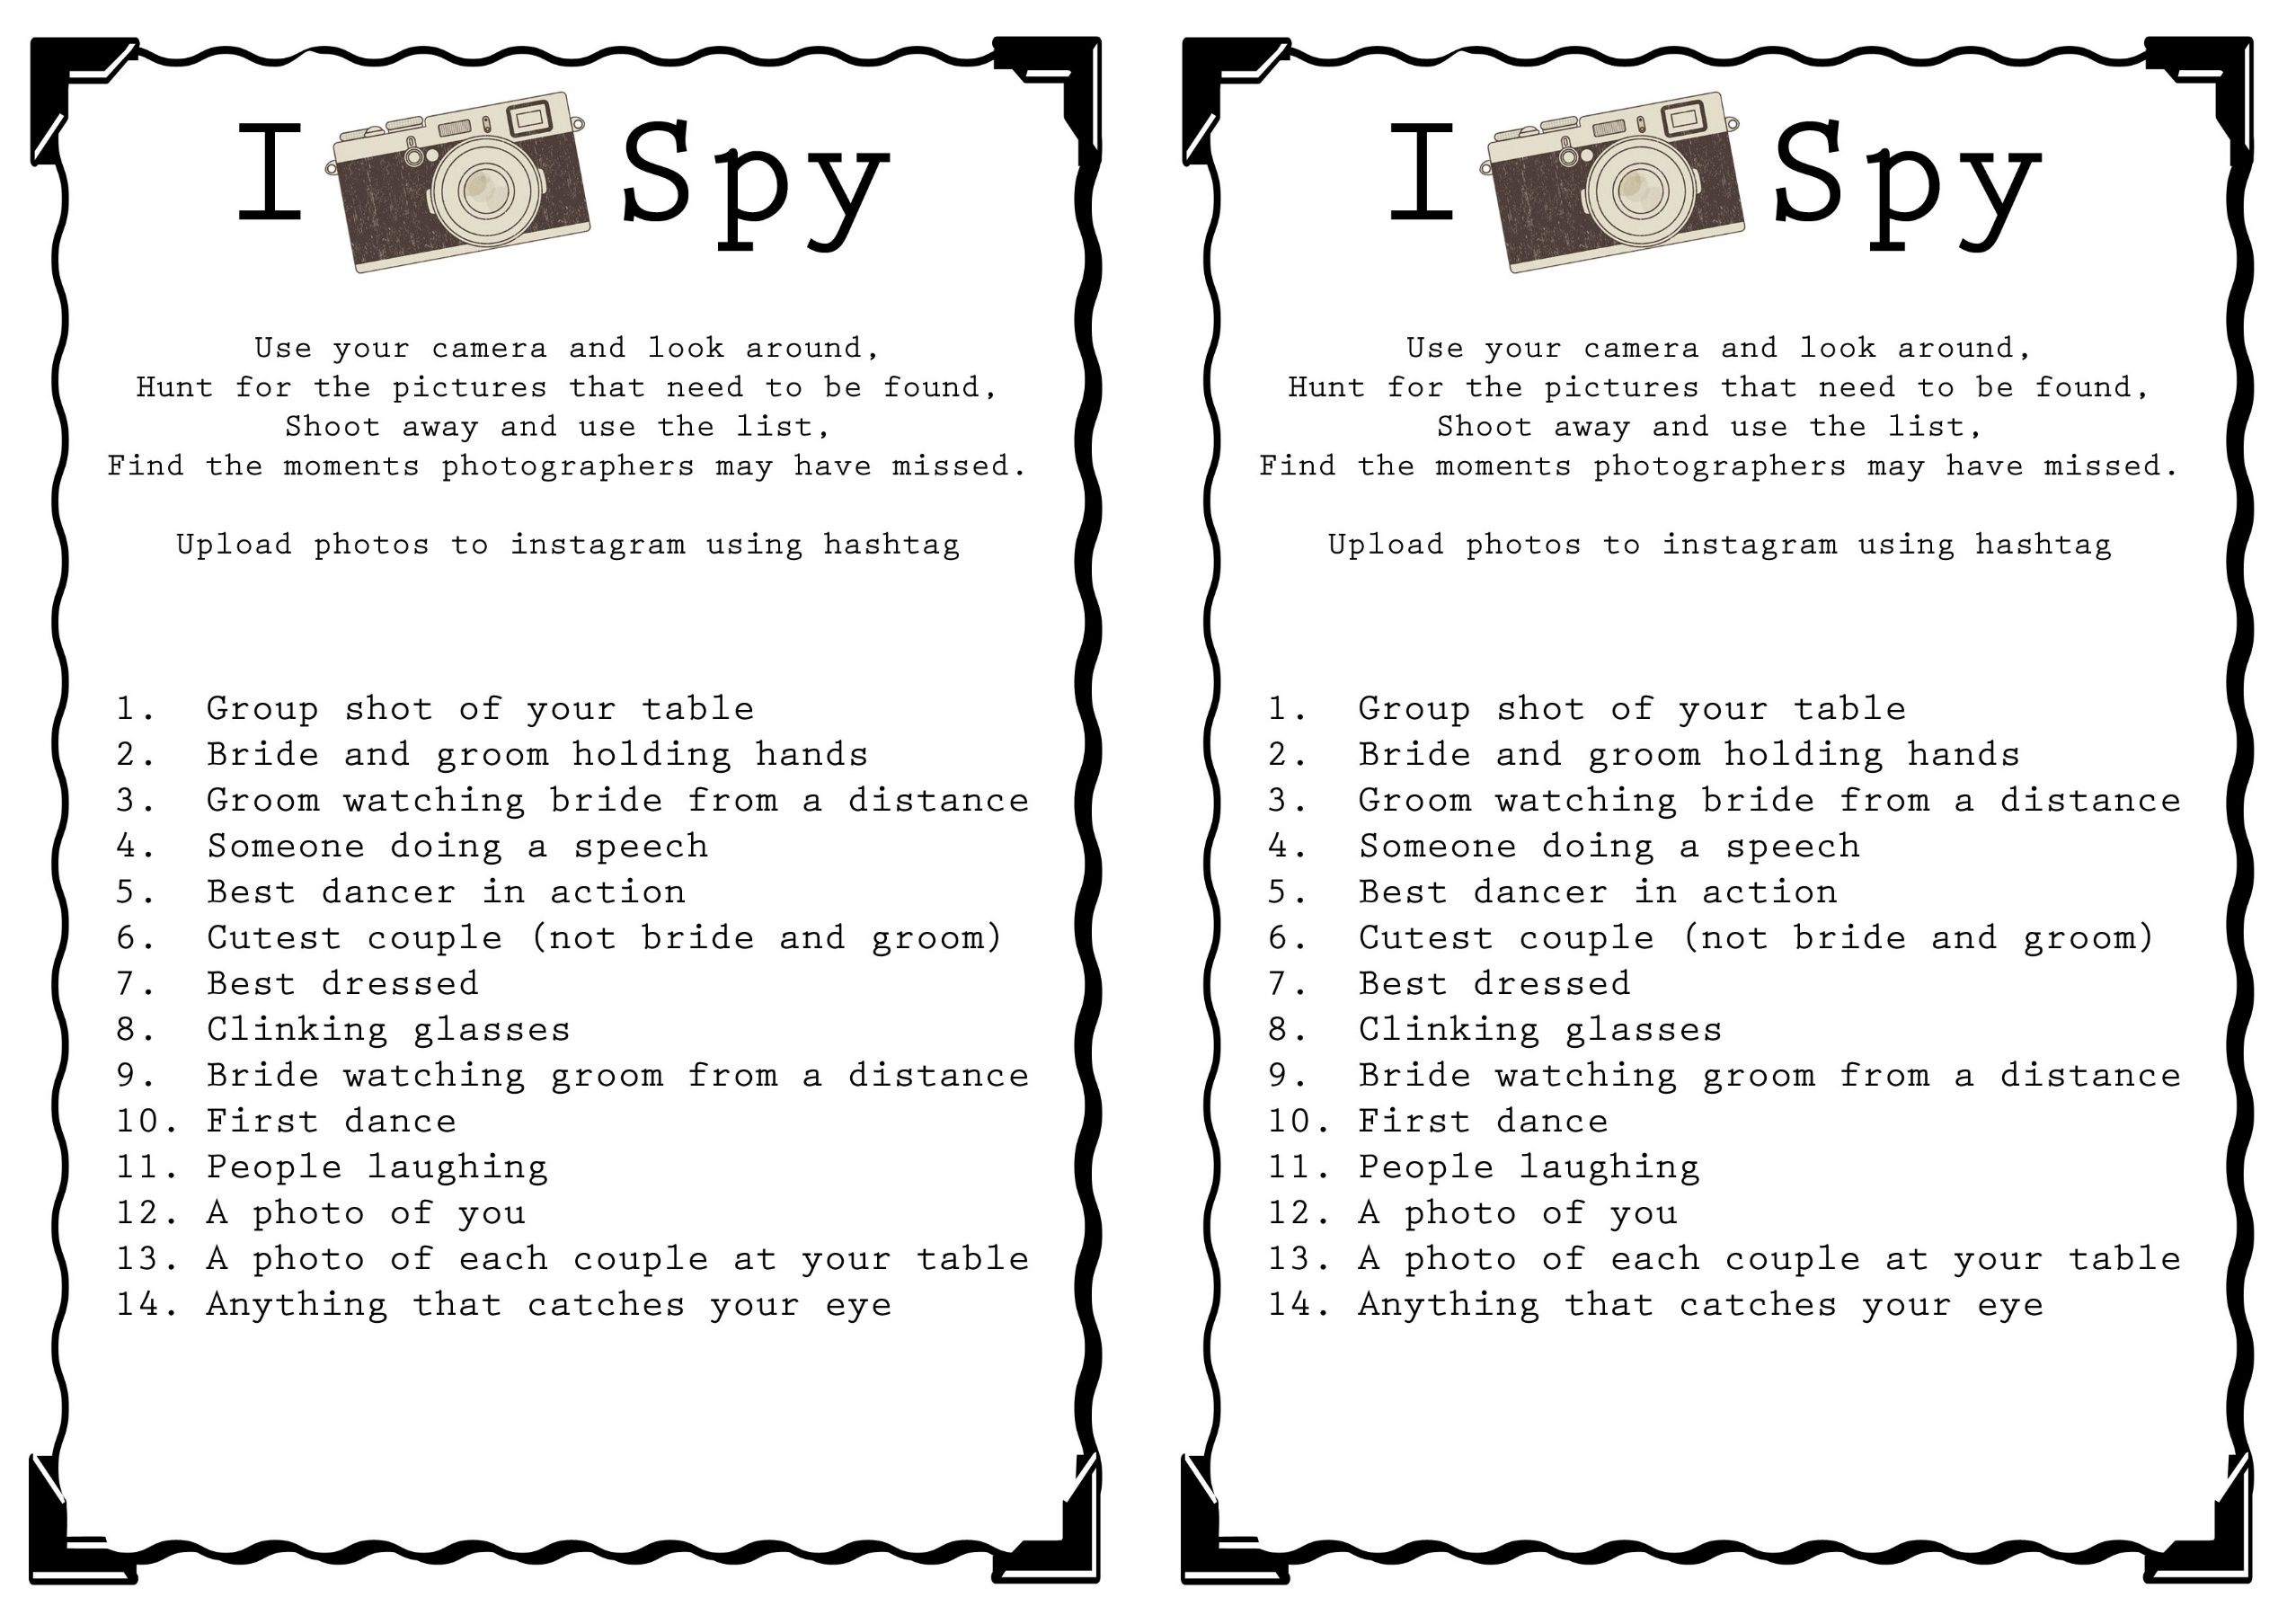 I Spy
Use your camera and look around,
Hunt for the pictures that need to be found,
Shoot away and use the list,
Find the moments photographers may have missed.
Upload photos to instagram using hashtag
1. Group shot of your table
2. Bride and groom holding hands
3. Groom watching bride from a distance
4. Someone doing a speech
5. Best dancer in action
6. Cutest couple (not bride and groom)
7. Best dressed
8. Clinking glasses
9. Bride watching groom from a distance
10. First dance
11. People laughing
12. A photo of you
13. A photo of each couple at your table
14. Anything that catches your eye
I Spy
Use your camera and look around,
Hunt for the pictures that need to be found,
Shoot away and use the list,
Find the moments photographers may have missed.
Upload photos to instagram using hashtag
1. Group shot of your table
2. Bride and groom holding hands
3. Groom watching bride from a distance
4. Someone doing a speech
5. Best dancer in action
6. Cutest couple (not bride and groom)
7. Best dressed
8. Clinking glasses
9. Bride watching groom from a distance
10. First dance
11. People laughing
12. A photo of you
13. A photo of each couple at your table
14. Anything that catches your eye